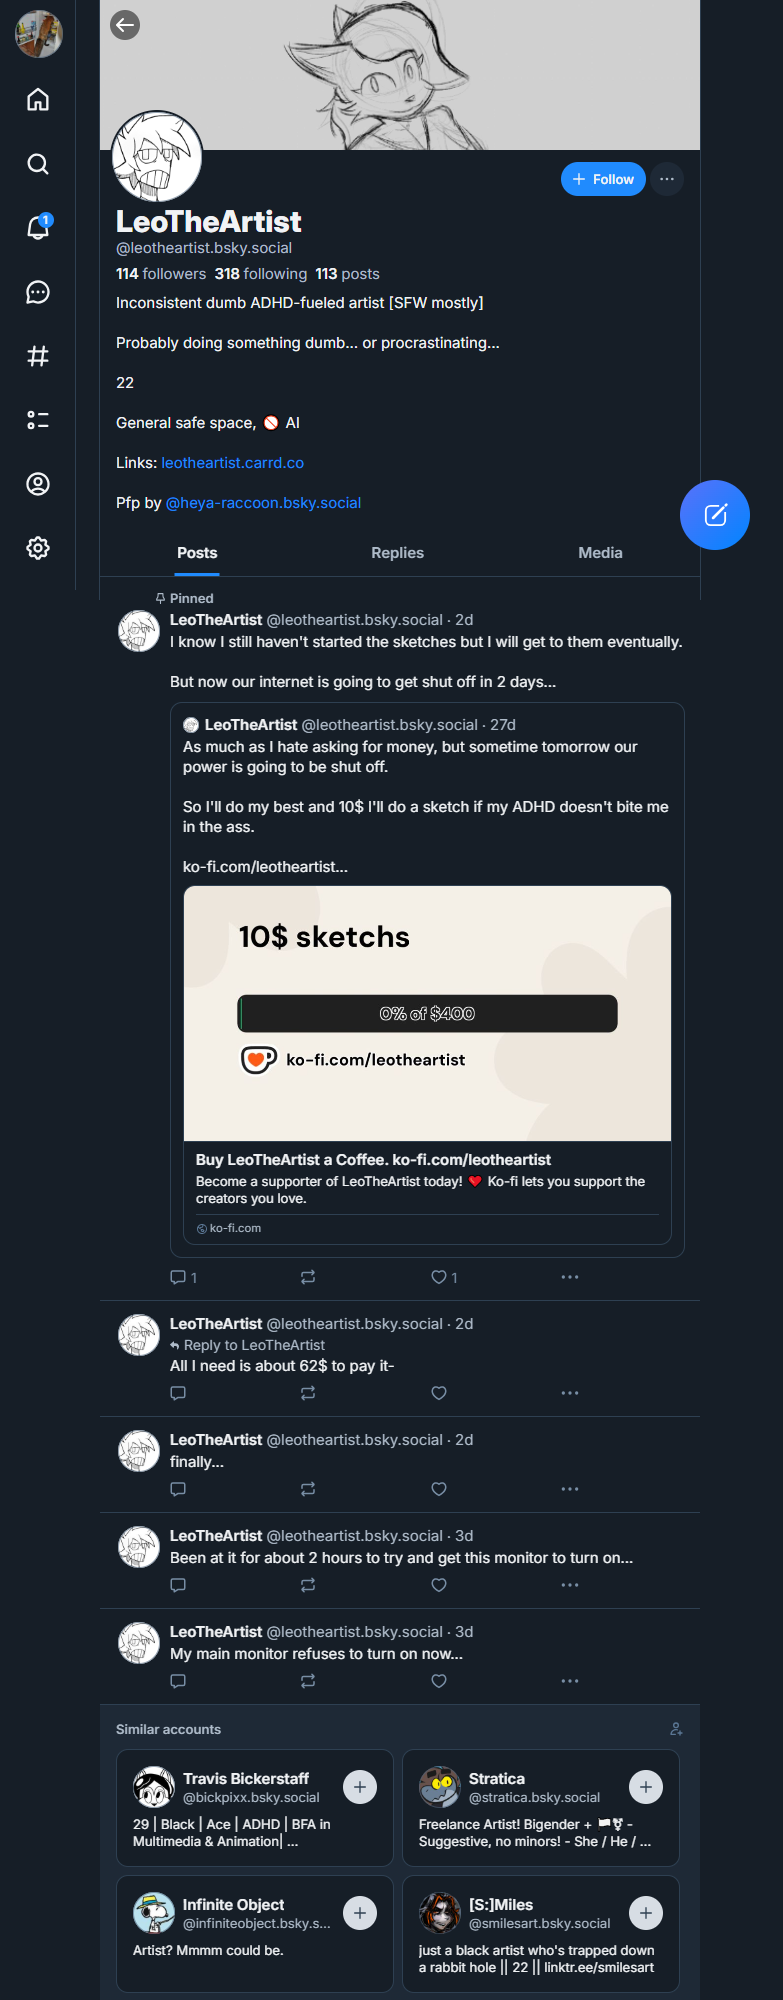 1
Follow
LeoTheArtist
@leotheartist.bsky.social
114 followers 318 following 113 posts
Inconsistent dumb ADHD-fueled artist [SFW mostly]
Probably doing something dumb... or procrastinating...
22
General safe space, 🚫 AI
Links: leotheartist.carrd.co
Pfp by @heya-raccoon.bsky.social
Posts Replies Media
Pinned
LeoTheArtist @leotheartist.bsky.social · 2d
I know I still haven't started the sketches but I will get to them eventually.
But now our internet is going to get shut off in 2 days...
LeoTheArtist @leotheartist.bsky.social · 27d
As much as I hate asking for money, but sometime tomorrow our
power is going to be shut off.
So I'll do my best and 10$ I'll do a sketch if my ADHD doesn't bite me
in the ass.
ko-fi.com/leotheartist...
10$ sketchs
0% of $400
ko-fi.com/leotheartist
Buy LeoTheArtist a Coffee. ko-fi.com/leotheartist
Become a supporter of LeoTheArtist today! ❤️ Ko-fi lets you support the
creators you love.
ko-fi.com
1 1
LeoTheArtist @leotheartist.bsky.social · 2d
Reply to LeoTheArtist
All I need is about 62$ to pay it-
LeoTheArtist @leotheartist.bsky.social · 2d
finally...
LeoTheArtist @leotheartist.bsky.social · 3d
Been at it for about 2 hours to try and get this monitor to turn on...
LeoTheArtist @leotheartist.bsky.social · 3d
My main monitor refuses to turn on now...
Similar accounts
Travis Bickerstaff
@bickpixx.bsky.social
29 | Black | Ace | ADHD | BFA in
Multimedia & Animation| ...
Stratica
@stratica.bsky.social
Freelance Artist! Bigender + 🏳️⚧ -
Suggestive, no minors! - She / He / ...
Infinite Object
@infiniteobject.bsky.s...
Artist? Mmmm could be.
[S:]Miles
@smilesart.bsky.social
just a black artist who's trapped down
a rabbit hole || 22 || linktr.ee/smilesart